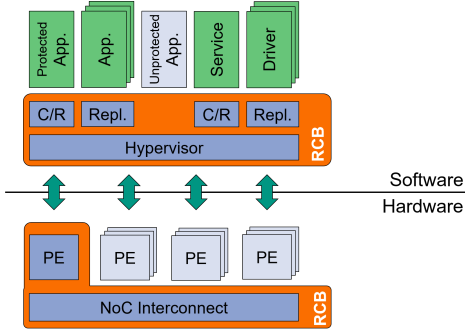 Protected
App.
App.
Unprotected
App.
Service
Driver
C/R
Repl.
C/R
Repl.
RCB
Hypervisor
Software
Hardware
PE
PE
PE
PE
NoC Interconnect
RCB